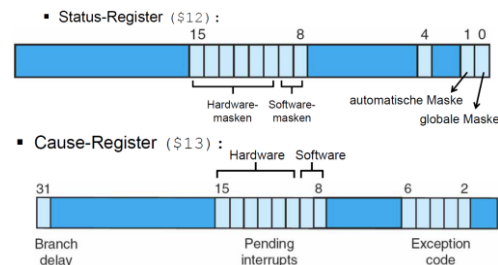 ▪ Status-Register ($12) :
15 8 4 1 0
Hardware-masken Software-masken automatische Maske globale Maske
▪ Cause-Register ($13) :
Hardware Software
31 15 8 6 2
Branch delay Pending interrupts Exception code